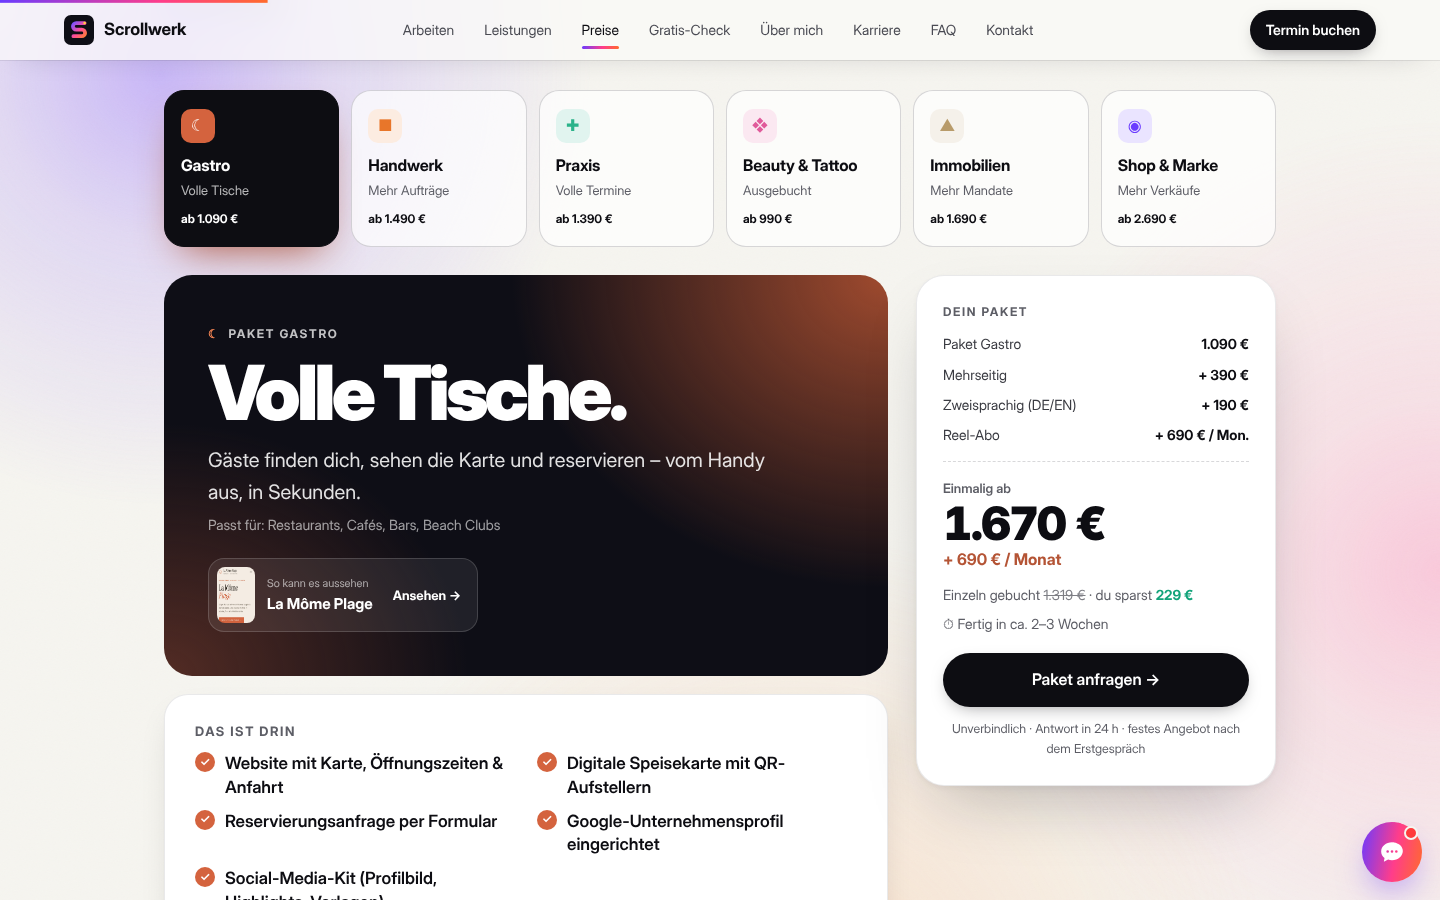 Scrollwerk
Arbeiten
Leistungen
Preise
Gratis-Check
Über mich
Karriere
FAQ
Kontakt
Termin buchen
Gastro
Volle Tische
ab 1.090 €
Handwerk
Mehr Aufträge
ab 1.490 €
Praxis
Volle Termine
ab 1.390 €
Beauty & Tattoo
Ausgebucht
ab 990 €
Immobilien
Mehr Mandate
ab 1.690 €
Shop & Marke
Mehr Verkäufe
ab 2.690 €
PAKET GASTRO
Volle Tische.
Gäste finden dich, sehen die Karte und reservieren – vom Handy
aus, in Sekunden.
Passt für: Restaurants, Cafés, Bars, Beach Clubs
So kann es aussehen
La Môme Plage
Ansehen →
DAS IST DRIN
Website mit Karte, Öffnungszeiten &
Anfahrt
Digitale Speisekarte mit QR-
Aufstellern
Reservierungsanfrage per Formular
Google-Unternehmensprofil
eingerichtet
Social-Media-Kit (Profilbild,
DEIN PAKET
Paket Gastro 1.090 €
Mehrseitig + 390 €
Zweisprachig (DE/EN) + 190 €
Reel-Abo + 690 € / Mon.
Einmalig ab
1.670 €
+ 690 € / Monat
Einzeln gebucht 1.319 € · du sparst 229 €
⏱ Fertig in ca. 2–3 Wochen
Paket anfragen →
Unverbindlich · Antwort in 24 h · festes Angebot nach
dem Erstgespräch